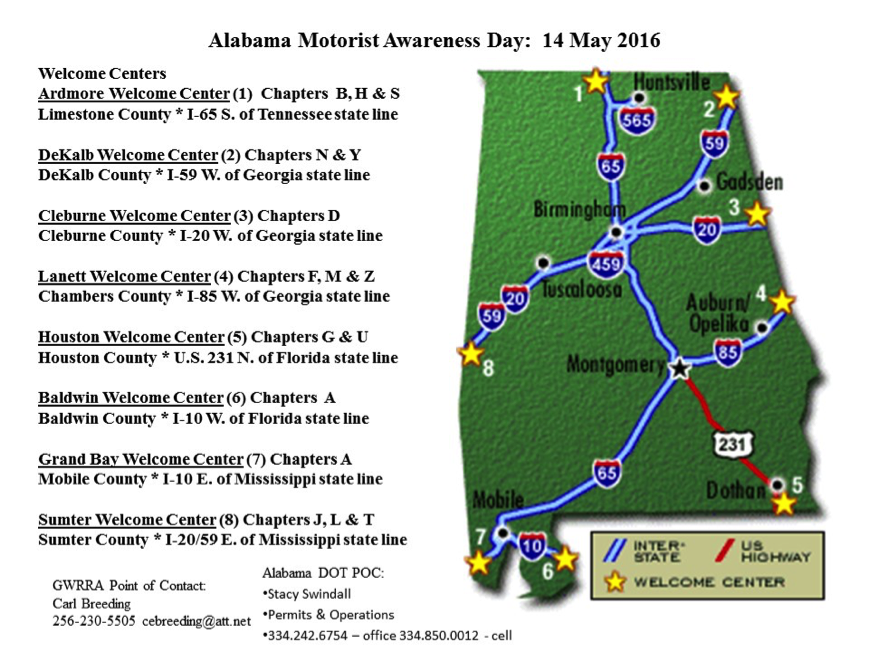 Alabama Motorist Awareness Day: 14 May 2016
Welcome Centers
Ardmore Welcome Center (1) Chapters B, H & S
Limestone County * I-65 S. of Tennessee state line
DeKalb Welcome Center (2) Chapters N & Y
DeKalb County * I-59 W. of Georgia state line
Cleburne Welcome Center (3) Chapters D
Cleburne County * I-20 W. of Georgia state line
Lanett Welcome Center (4) Chapters F, M & Z
Chambers County * I-85 W. of Georgia state line
Houston Welcome Center (5) Chapters G & U
Houston County * U.S. 231 N. of Florida state line
Baldwin Welcome Center (6) Chapters A
Baldwin County * I-10 W. of Florida state line
Grand Bay Welcome Center (7) Chapters A
Mobile County * I-10 E. of Mississippi state line
Sumter Welcome Center (8) Chapters J, L & T
Sumter County * I-20/59 E. of Mississippi state line
GWRRA Point of Contact:
Carl Breeding
256-230-5505 cebreeding@att.net
Alabama DOT POC:
•Stacy Swindall
•Permits & Operations
•334.242.6754 – office 334.850.0012 - cell
1
Huntsville
2
565
59
65
Gadsden
3
Birmingham
20
459
Tuscaloosa
20
59
8
Auburn/
Opelika
4
85
Montgomery
231
65
Dothan
5
Mobile
7
10
6
INTER-
STATE
US
HIGHWAY
WELCOME CENTER